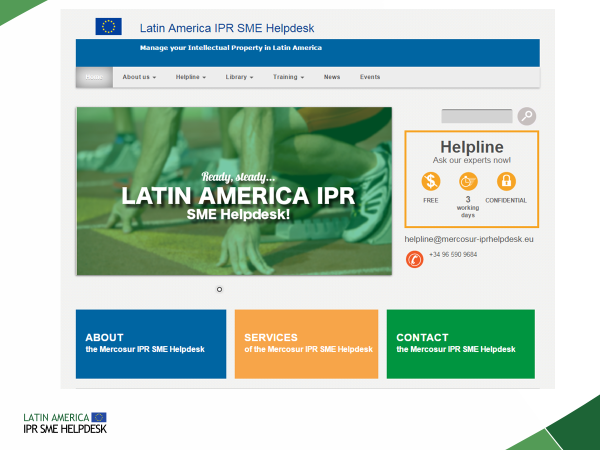 Latin America IPR SME Helpdesk
Manage your Intellectual Property in Latin America
Home
About us
Helpline
Library
Training
News
Events
Ready, steady...
LATIN AMERICA IPR
SME Helpdesk!
Helpline
Ask our experts now!
FREE
3
working
days
CONFIDENTIAL
helpline@mercosur-iprhelpdesk.eu
+34 96 590 9684
ABOUT
the Mercosur IPR SME Helpdesk
SERVICES
of the Mercosur IPR SME Helpdesk
CONTACT
the Mercosur IPR SME Helpdesk
LATIN AMERICA
IPR SME HELPDESK